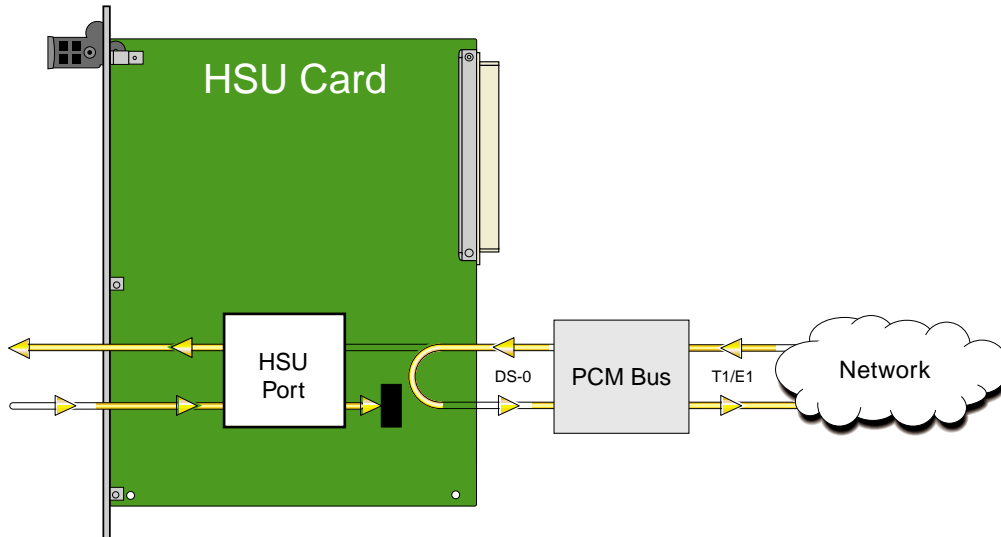 HSU Card
HSU
Port
DS-0
PCM Bus
T1/E1
Network